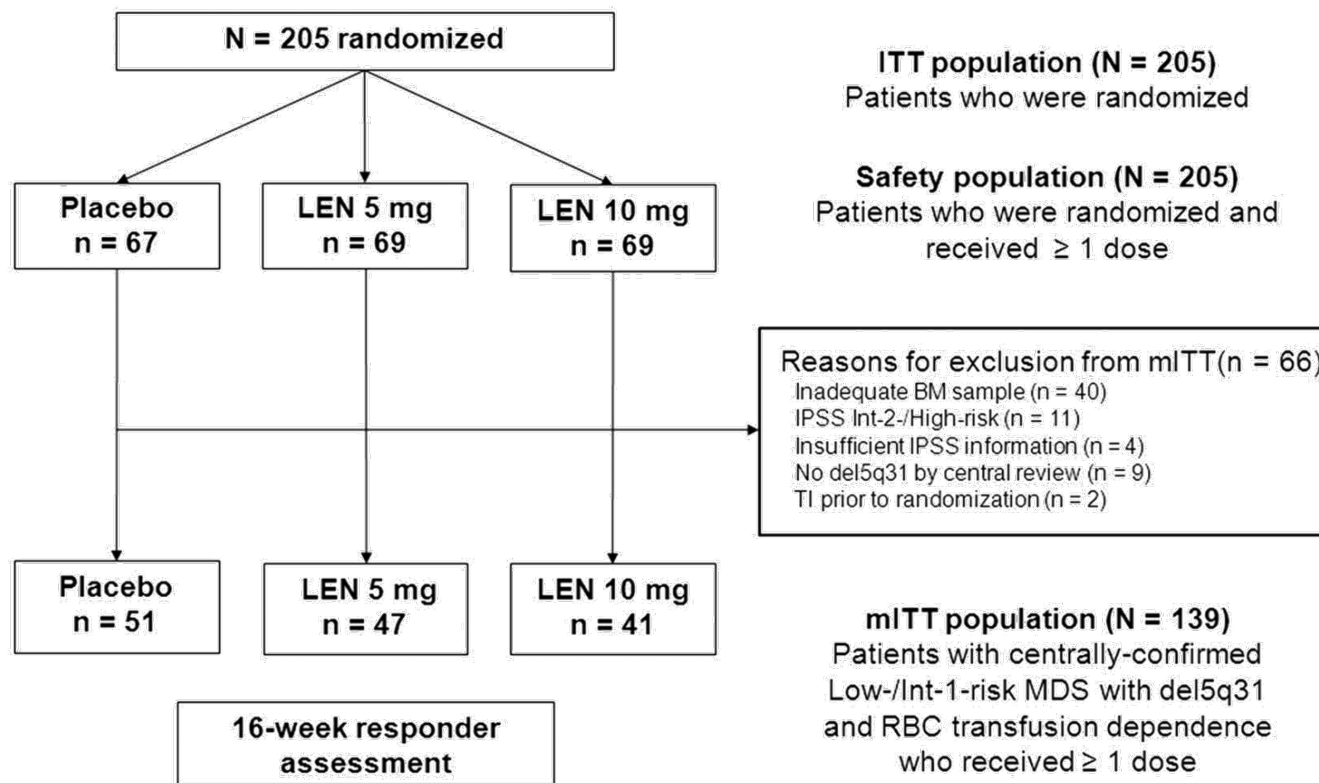 N = 205 randomized
ITT population (N = 205)
Patients who were randomized
Safety population (N = 205)
Patients who were randomized and
received ≥ 1 dose
Placebo
n = 67
LEN 5 mg
n = 69
LEN 10 mg
n = 69
Reasons for exclusion from mITT(n = 66)
Inadequate BM sample (n = 40)
IPSS Int-2-/High-risk (n = 11)
Insufficient IPSS information (n = 4)
No del5q31 by central review (n = 9)
TI prior to randomization (n = 2)
Placebo
n = 51
LEN 5 mg
n = 47
LEN 10 mg
n = 41
mITT population (N = 139)
Patients with centrally-confirmed
Low-/Int-1-risk MDS with del5q31
and RBC transfusion dependence
who received ≥ 1 dose
16-week responder
assessment